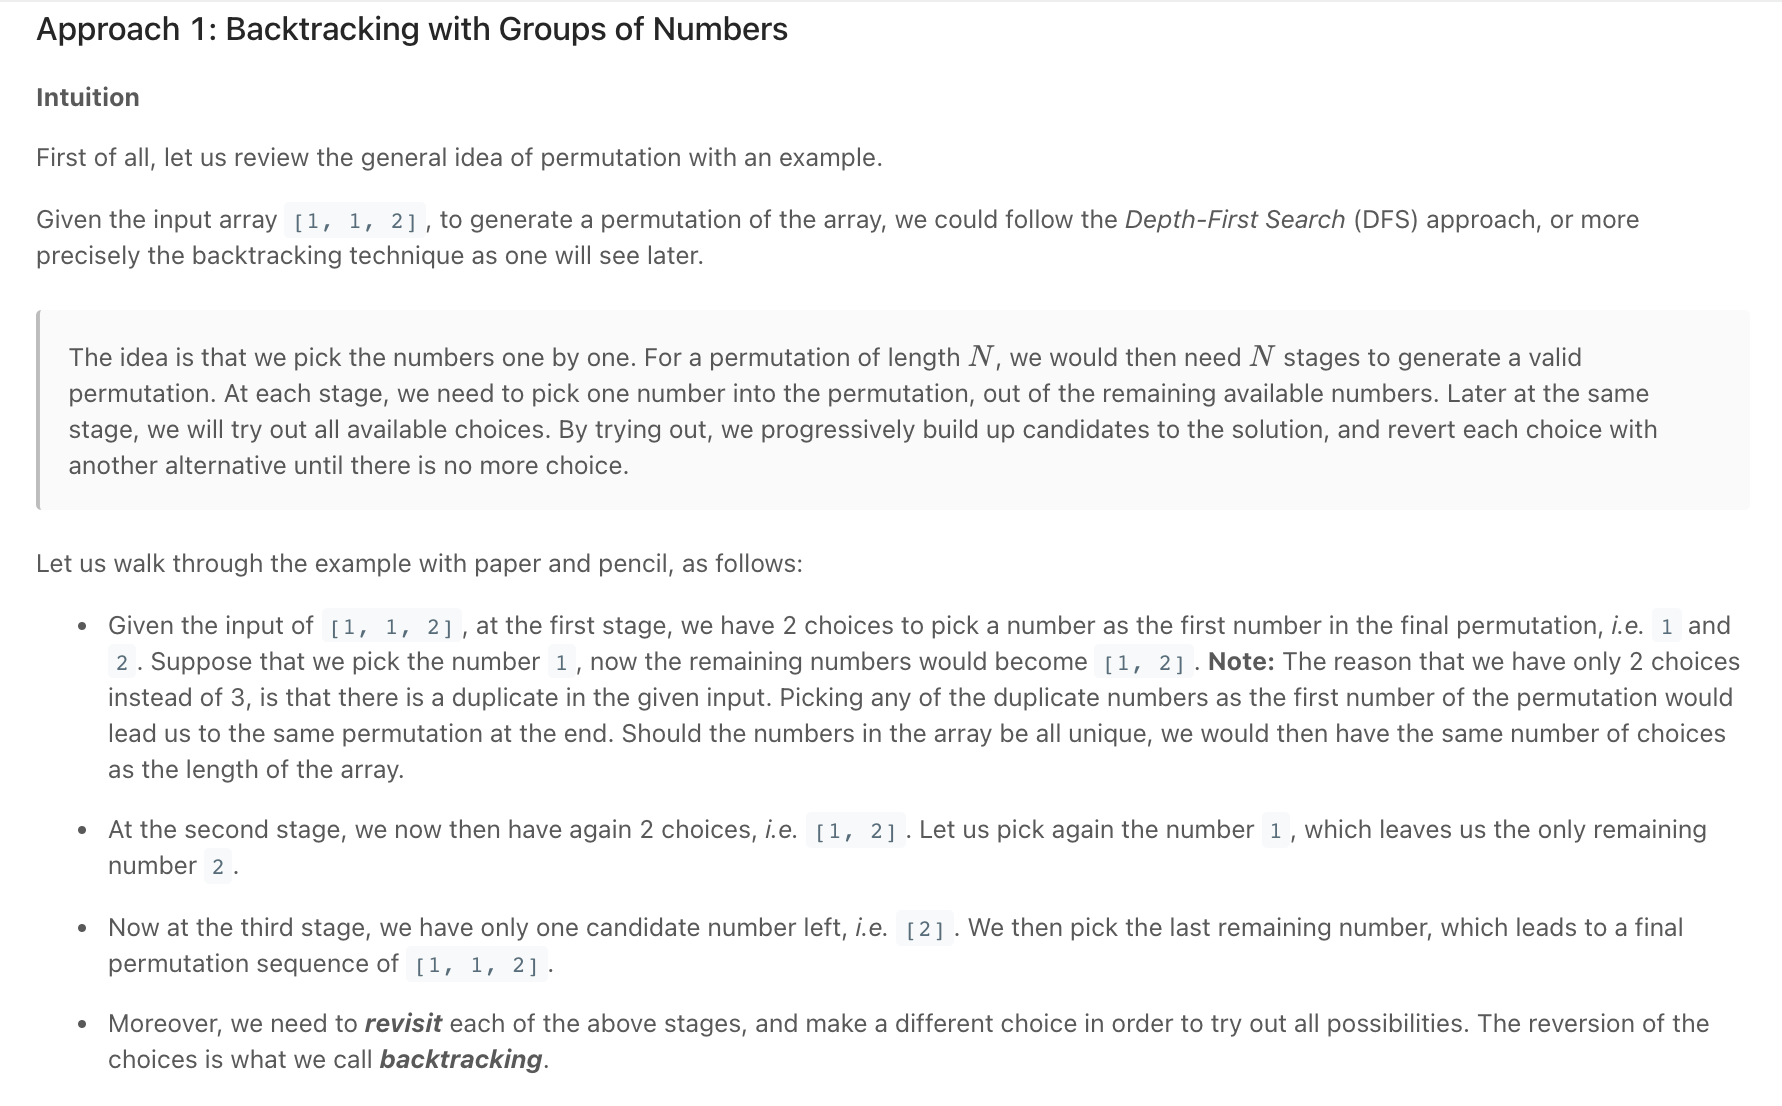 Approach 1: Backtracking with Groups of Numbers
Intuition
First of all, let us review the general idea of permutation with an example.
Given the input array [1, 1, 2] , to generate a permutation of the array, we could follow the Depth-First Search (DFS) approach, or more
precisely the backtracking technique as one will see later.
The idea is that we pick the numbers one by one. For a permutation of length N, we would then need N stages to generate a valid
permutation. At each stage, we need to pick one number into the permutation, out of the remaining available numbers. Later at the same
stage, we will try out all available choices. By trying out, we progressively build up candidates to the solution, and revert each choice with
another alternative until there is no more choice.
Let us walk through the example with paper and pencil, as follows:
• Given the input of [1, 1, 2] , at the first stage, we have 2 choices to pick a number as the first number in the final permutation, i.e. 1 and
2 . Suppose that we pick the number 1 , now the remaining numbers would become [1, 2] . Note: The reason that we have only 2 choices
instead of 3, is that there is a duplicate in the given input. Picking any of the duplicate numbers as the first number of the permutation would
lead us to the same permutation at the end. Should the numbers in the array be all unique, we would then have the same number of choices
as the length of the array.
• At the second stage, we now then have again 2 choices, i.e. [1, 2] . Let us pick again the number 1 , which leaves us the only remaining
number 2 .
• Now at the third stage, we have only one candidate number left, i.e. [2] . We then pick the last remaining number, which leads to a final
permutation sequence of [1, 1, 2] .
• Moreover, we need to revisit each of the above stages, and make a different choice in order to try out all possibilities. The reversion of the
choices is what we call backtracking.